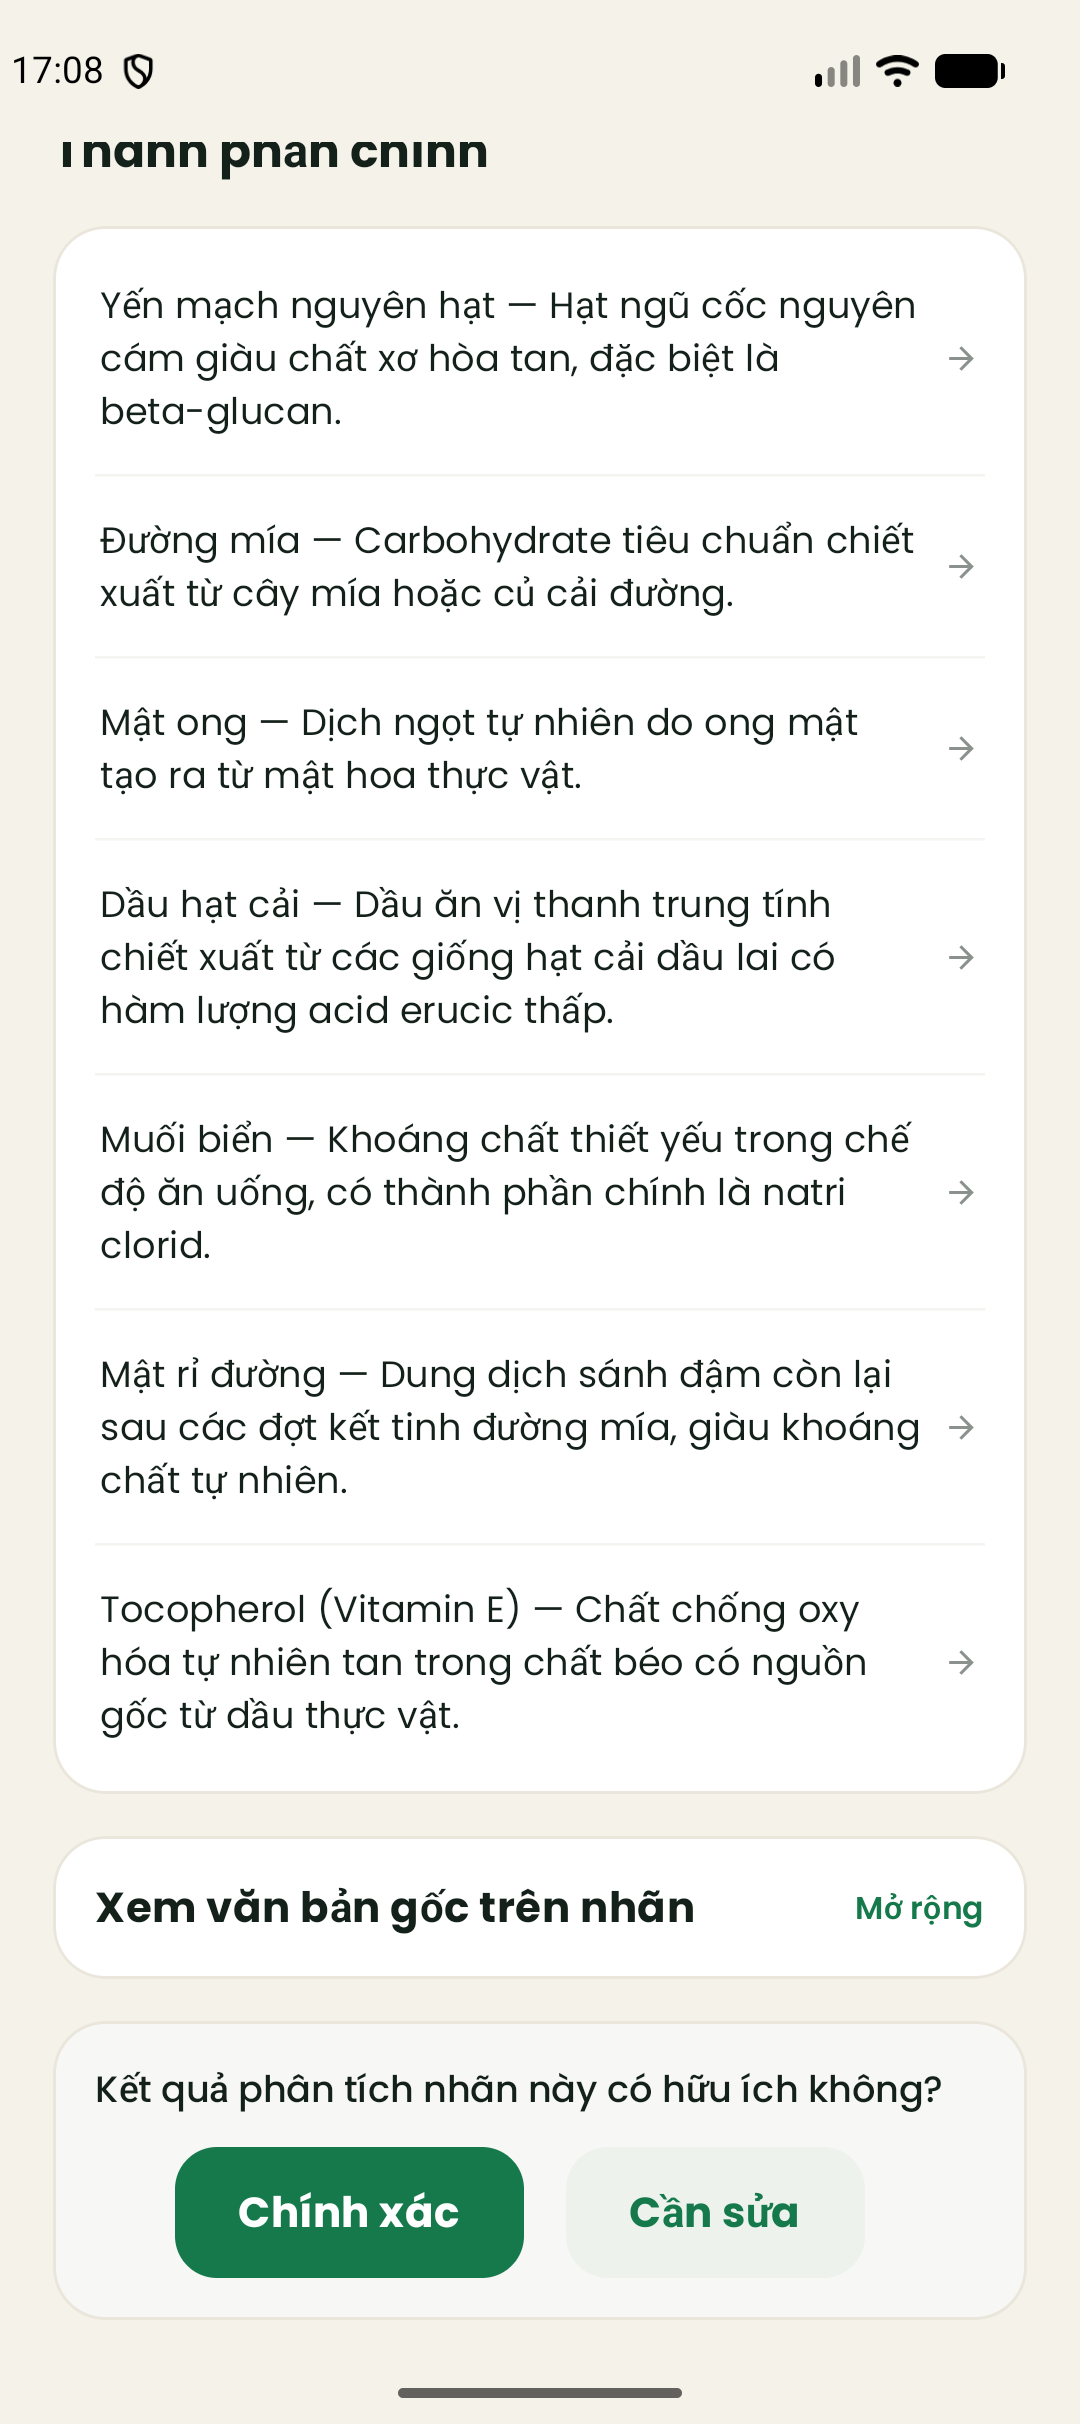 17:08
Thành phần chính
Yến mạch nguyên hạt — Hạt ngũ cốc nguyên
cám giàu chất xơ hòa tan, đặc biệt là
beta-glucan.
Đường mía — Carbohydrate tiêu chuẩn chiết
xuất từ cây mía hoặc củ cải đường.
Mật ong — Dịch ngọt tự nhiên do ong mật
tạo ra từ mật hoa thực vật.
Dầu hạt cải — Dầu ăn vị thanh trung tính
chiết xuất từ các giống hạt cải dầu lai có
hàm lượng acid erucic thấp.
Muối biển — Khoáng chất thiết yếu trong chế
độ ăn uống, có thành phần chính là natri
clorid.
Mật rỉ đường — Dung dịch sánh đậm còn lại
sau các đợt kết tinh đường mía, giàu khoáng
chất tự nhiên.
Tocopherol (Vitamin E) — Chất chống oxy
hóa tự nhiên tan trong chất béo có nguồn
gốc từ dầu thực vật.
Xem văn bản gốc trên nhãn
Mở rộng
Kết quả phân tích nhãn này có hữu ích không?
Chính xác
Cần sửa